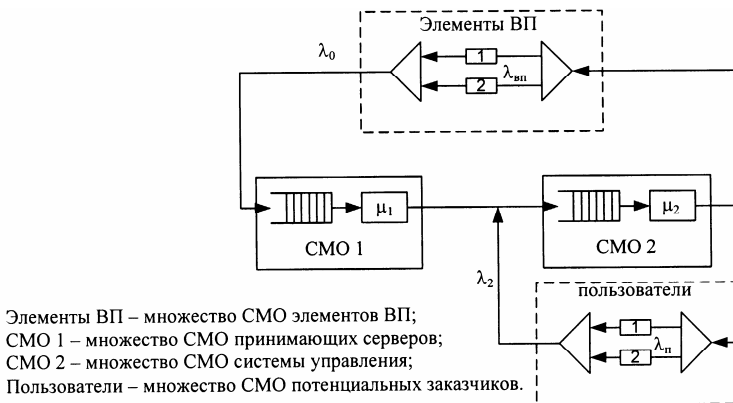 Элементы ВП
λ0
1
λвп
2
μ1
СМО 1
μ2
СМО 2
λ2
пользователи
1
λп
2
Элементы ВП – множество СМО элементов ВП;
СМО 1 – множество СМО принимающих серверов;
СМО 2 – множество СМО системы управления;
Пользователи – множество СМО потенциальных заказчиков.